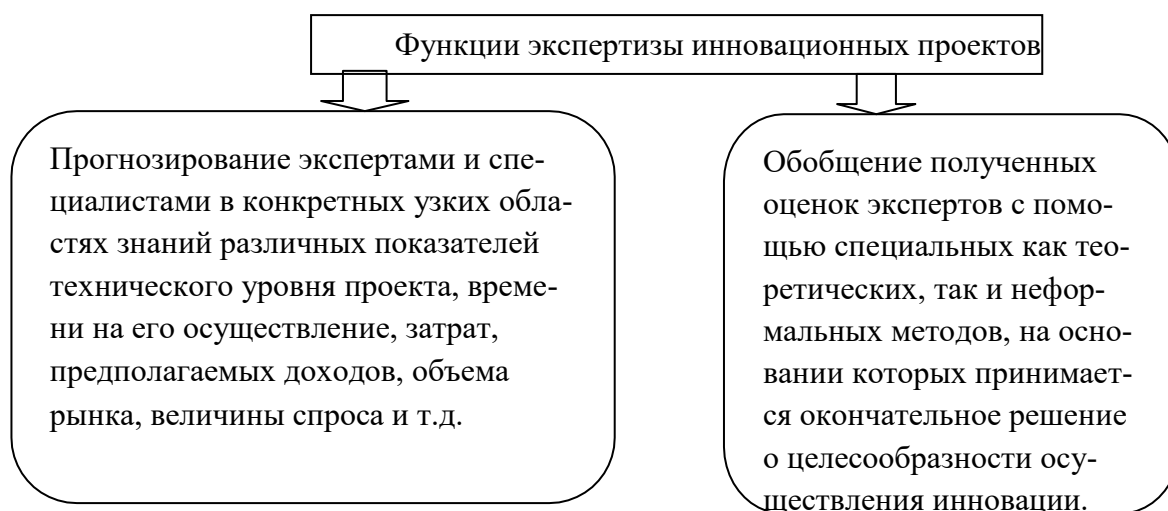 Функции экспертизы инновационных проектов
Прогнозирование экспертами и спе-
циалистами в конкретных узких обла-
стях знаний различных показателей
технического уровня проекта, време-
ни на его осуществление, затрат,
предполагаемых доходов, объема
рынка, величины спроса и т.д.
Обобщение полученных
оценок экспертов с помо-
щью специальных как тео-
ретических, так и нефор-
мальных методов, на осно-
вании которых принимает-
ся окончательное решение
о целесообразности осу-
ществления инновации.